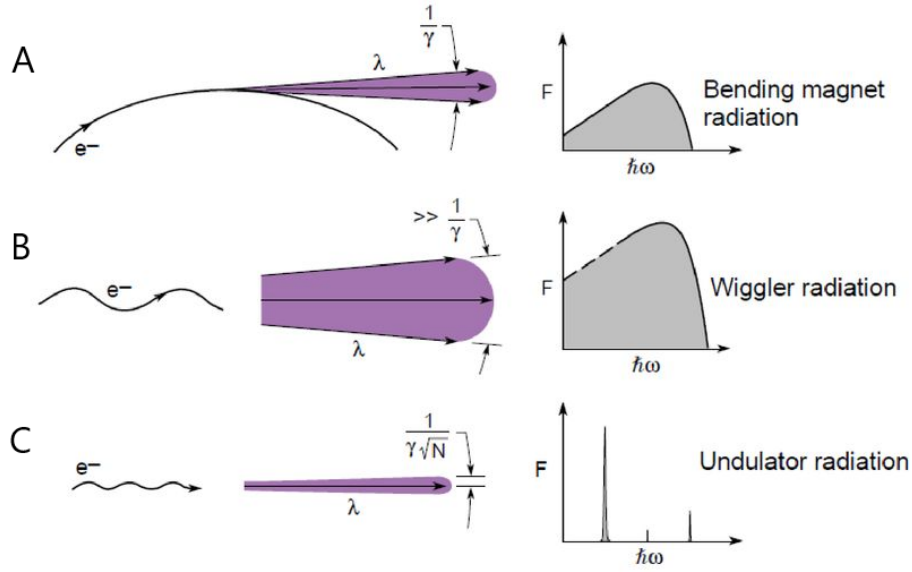 A
1
γ
λ
e–
F
ħω
Bending magnet
radiation
B
>> 1
γ
e–
λ
F
ħω
Wiggler radiation
C
1
γ√N
e–
λ
F
ħω
Undulator radiation